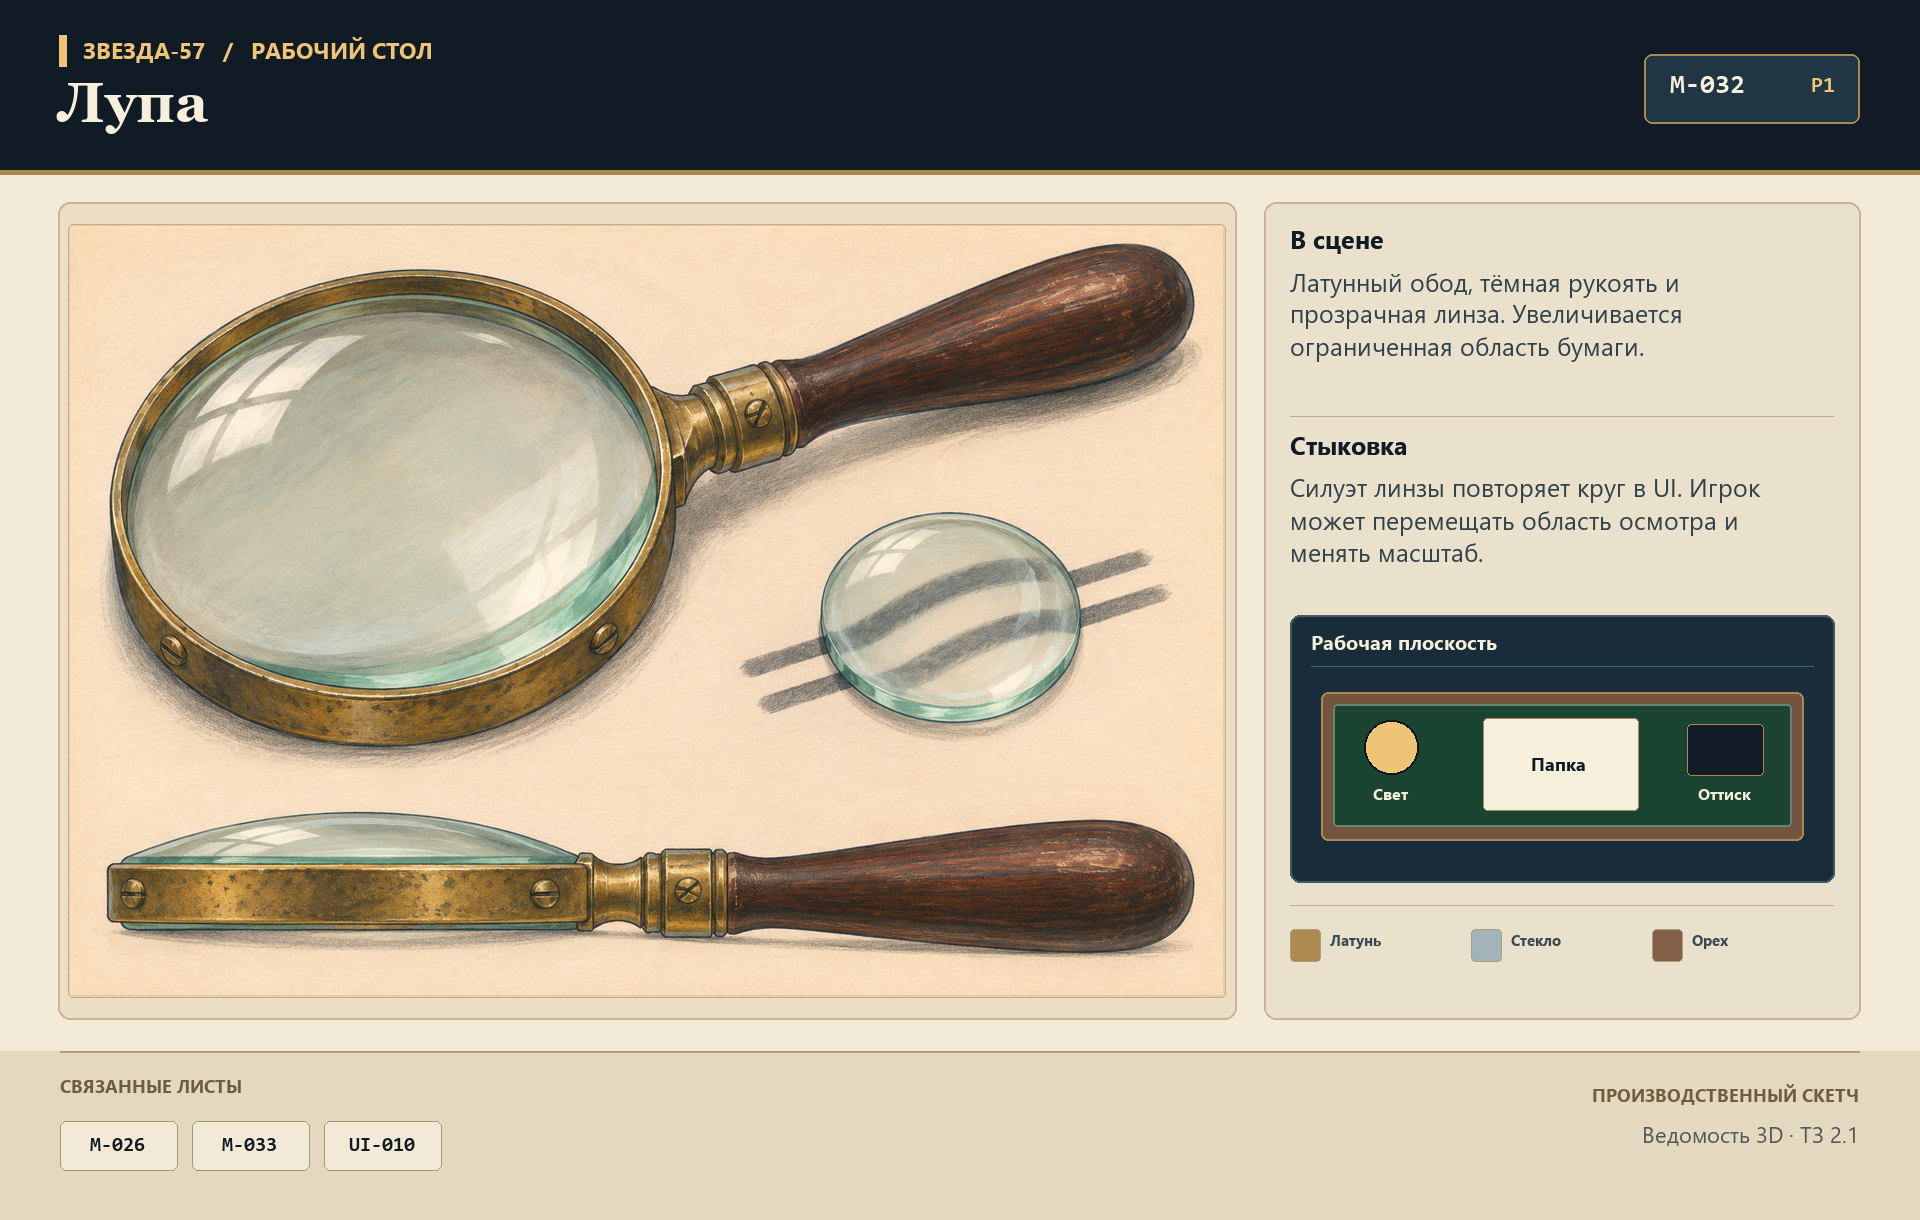 ЗВЕЗДА-57 / РАБОЧИЙ СТОЛ
Лупа
M-032 P1
В сцене
Латунный обод, тёмная рукоять и
прозрачная линза. Увеличивается
ограниченная область бумаги.
Стыковка
Силуэт линзы повторяет круг в UI. Игрок
может перемещать область осмотра и
менять масштаб.
Рабочая плоскость
Свет
Папка
Оттиск
Латунь
Стекло
Орех
СВЯЗАННЫЕ ЛИСТЫ
M-026
M-033
UI-010
ПРОИЗВОДСТВЕННЫЙ СКЕТЧ
Ведомость 3D · ТЗ 2.1